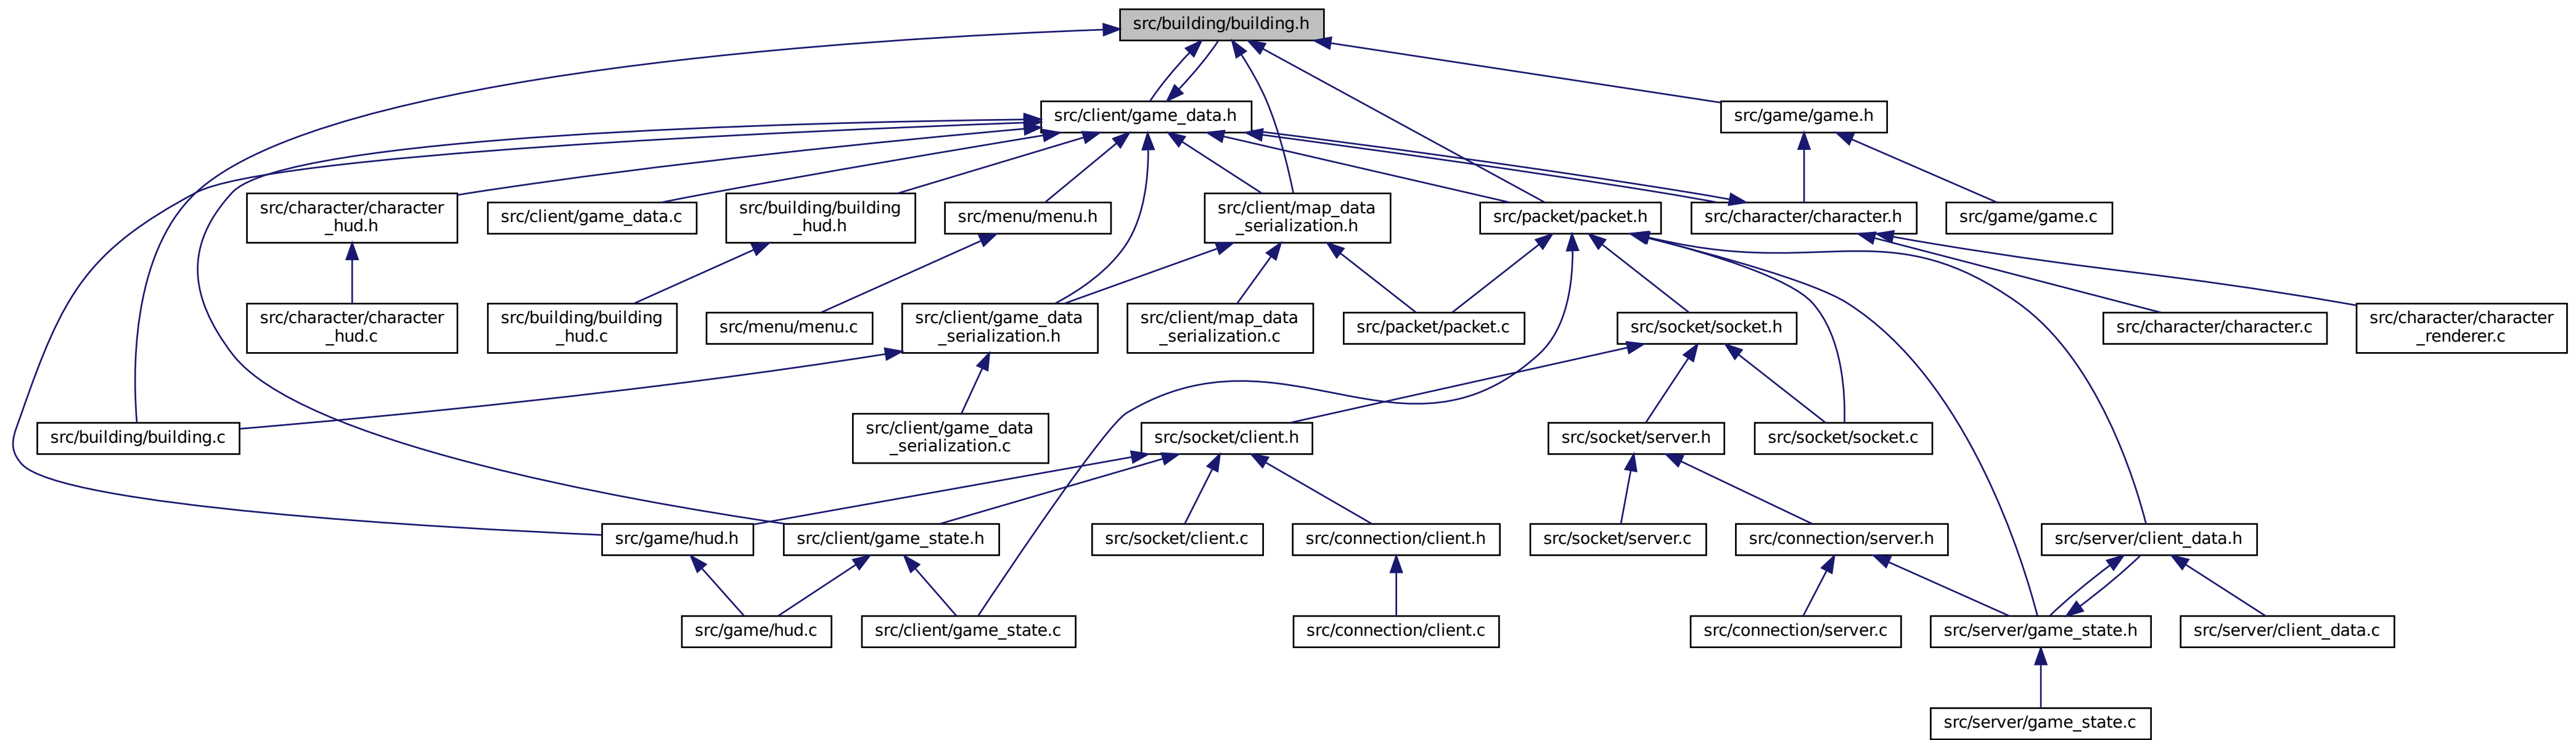 src/building/building.h
src/client/game_data.h
src/game/game.h
src/character/character
_hud.h
src/client/game_data.c
src/building/building
_hud.h
src/menu/menu.h
src/client/map_data
_serialization.h
src/packet/packet.h
src/character/character.h
src/game/game.c
src/character/character
_hud.c
src/building/building
_hud.c
src/menu/menu.c
src/client/game_data
_serialization.h
src/client/map_data
_serialization.c
src/packet/packet.c
src/socket/socket.h
src/character/character.c
src/character/character
_renderer.c
src/building/building.c
src/client/game_data
_serialization.c
src/socket/client.h
src/socket/server.h
src/socket/socket.c
src/game/hud.h
src/client/game_state.h
src/socket/client.c
src/connection/client.h
src/socket/server.c
src/connection/server.h
src/server/client_data.h
src/game/hud.c
src/client/game_state.c
src/connection/client.c
src/connection/server.c
src/server/game_state.h
src/server/client_data.c
src/server/game_state.c